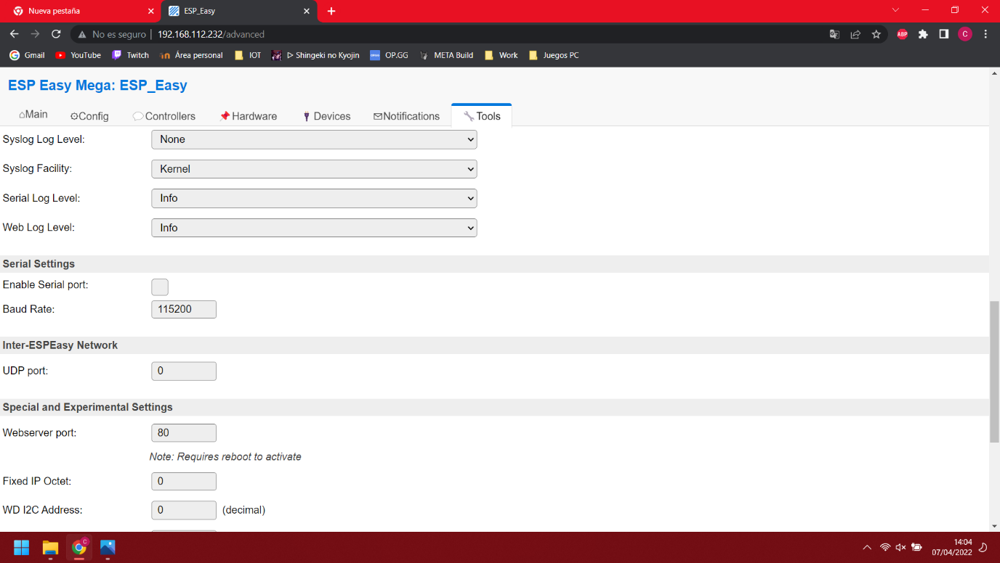 Nueva pestaña
ESP_Easy
No es seguro | 192.168.112.232/advanced
ABP
C
Gmail YouTube Twitch Área personal IOT ▷ Shingeki no Kyojin OP.GG META Build Work Juegos PC
ESP Easy Mega: ESP_Easy
Main Config Controllers Hardware Devices Notifications Tools
Syslog Log Level: None
Syslog Facility: Kernel
Serial Log Level: Info
Web Log Level: Info
Serial Settings
Enable Serial port:
Baud Rate: 115200
Inter-ESPEasy Network
UDP port: 0
Special and Experimental Settings
Webserver port: 80
Note: Requires reboot to activate
Fixed IP Octet: 0
WD I2C Address: 0 (decimal)
C
14:04
07/04/2022